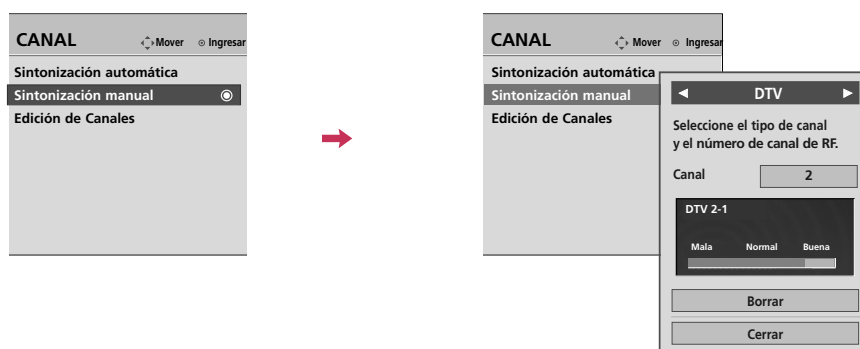 CANAL Mover Ingresar
Sintonización automática
Sintonización manual
Edición de Canales
CANAL Mover Ingresar
Sintonización automática
Sintonización manual
Edición de Canales
DTV
Seleccione el tipo de canal
y el número de canal de RF.
Canal 2
DTV 2-1
Mala Normal Buena
Borrar
Cerrar